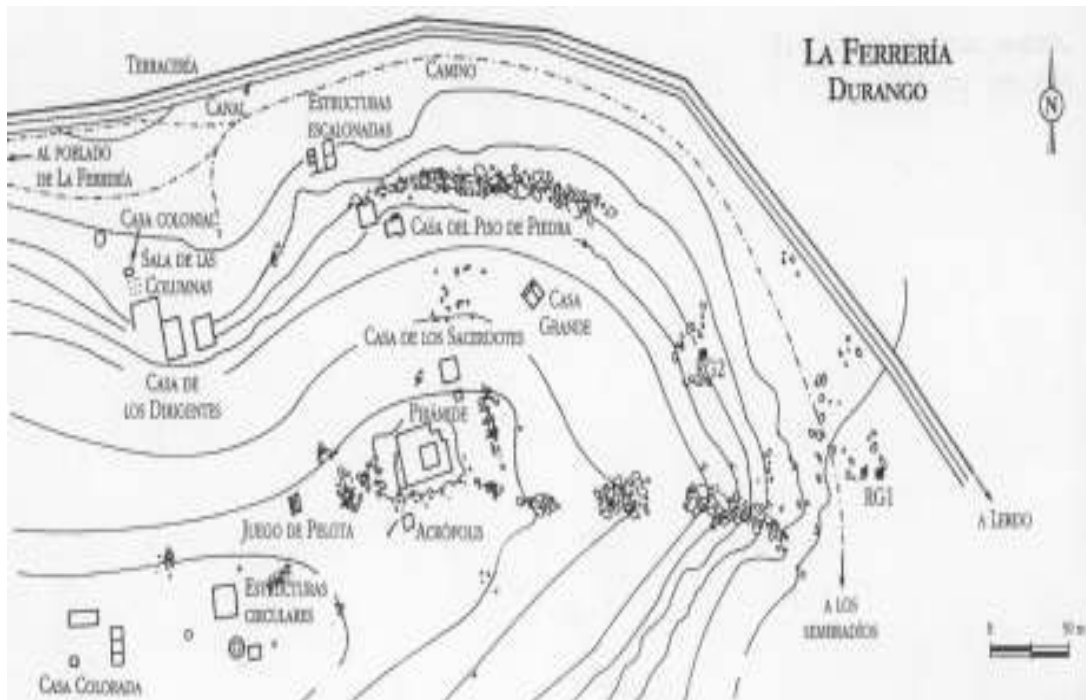 LA FERRERÍA
DURANGO
N
TERRACERÍA
CAMINO
CANAL
ESTRUCTURAS
ESCALONADAS
AL POBLADO
DE LA FERRERÍA
CASA COLONIAL
CASA DEL PISO DE PIEDRA
SALA DE LAS
COLUMNAS
CASA
GRANDE
CASA DE LOS SACERDOTES
RG2
CASA DE
LOS DIRIGENTES
PIRÁMIDE
RG1
A LERDO
JUEGO DE PELOTA
ACRÓPOLIS
ESTRUCTURAS
CIRCULARES
A LOS
SEMBRADÍOS
0
50 m
CASA COLORADA